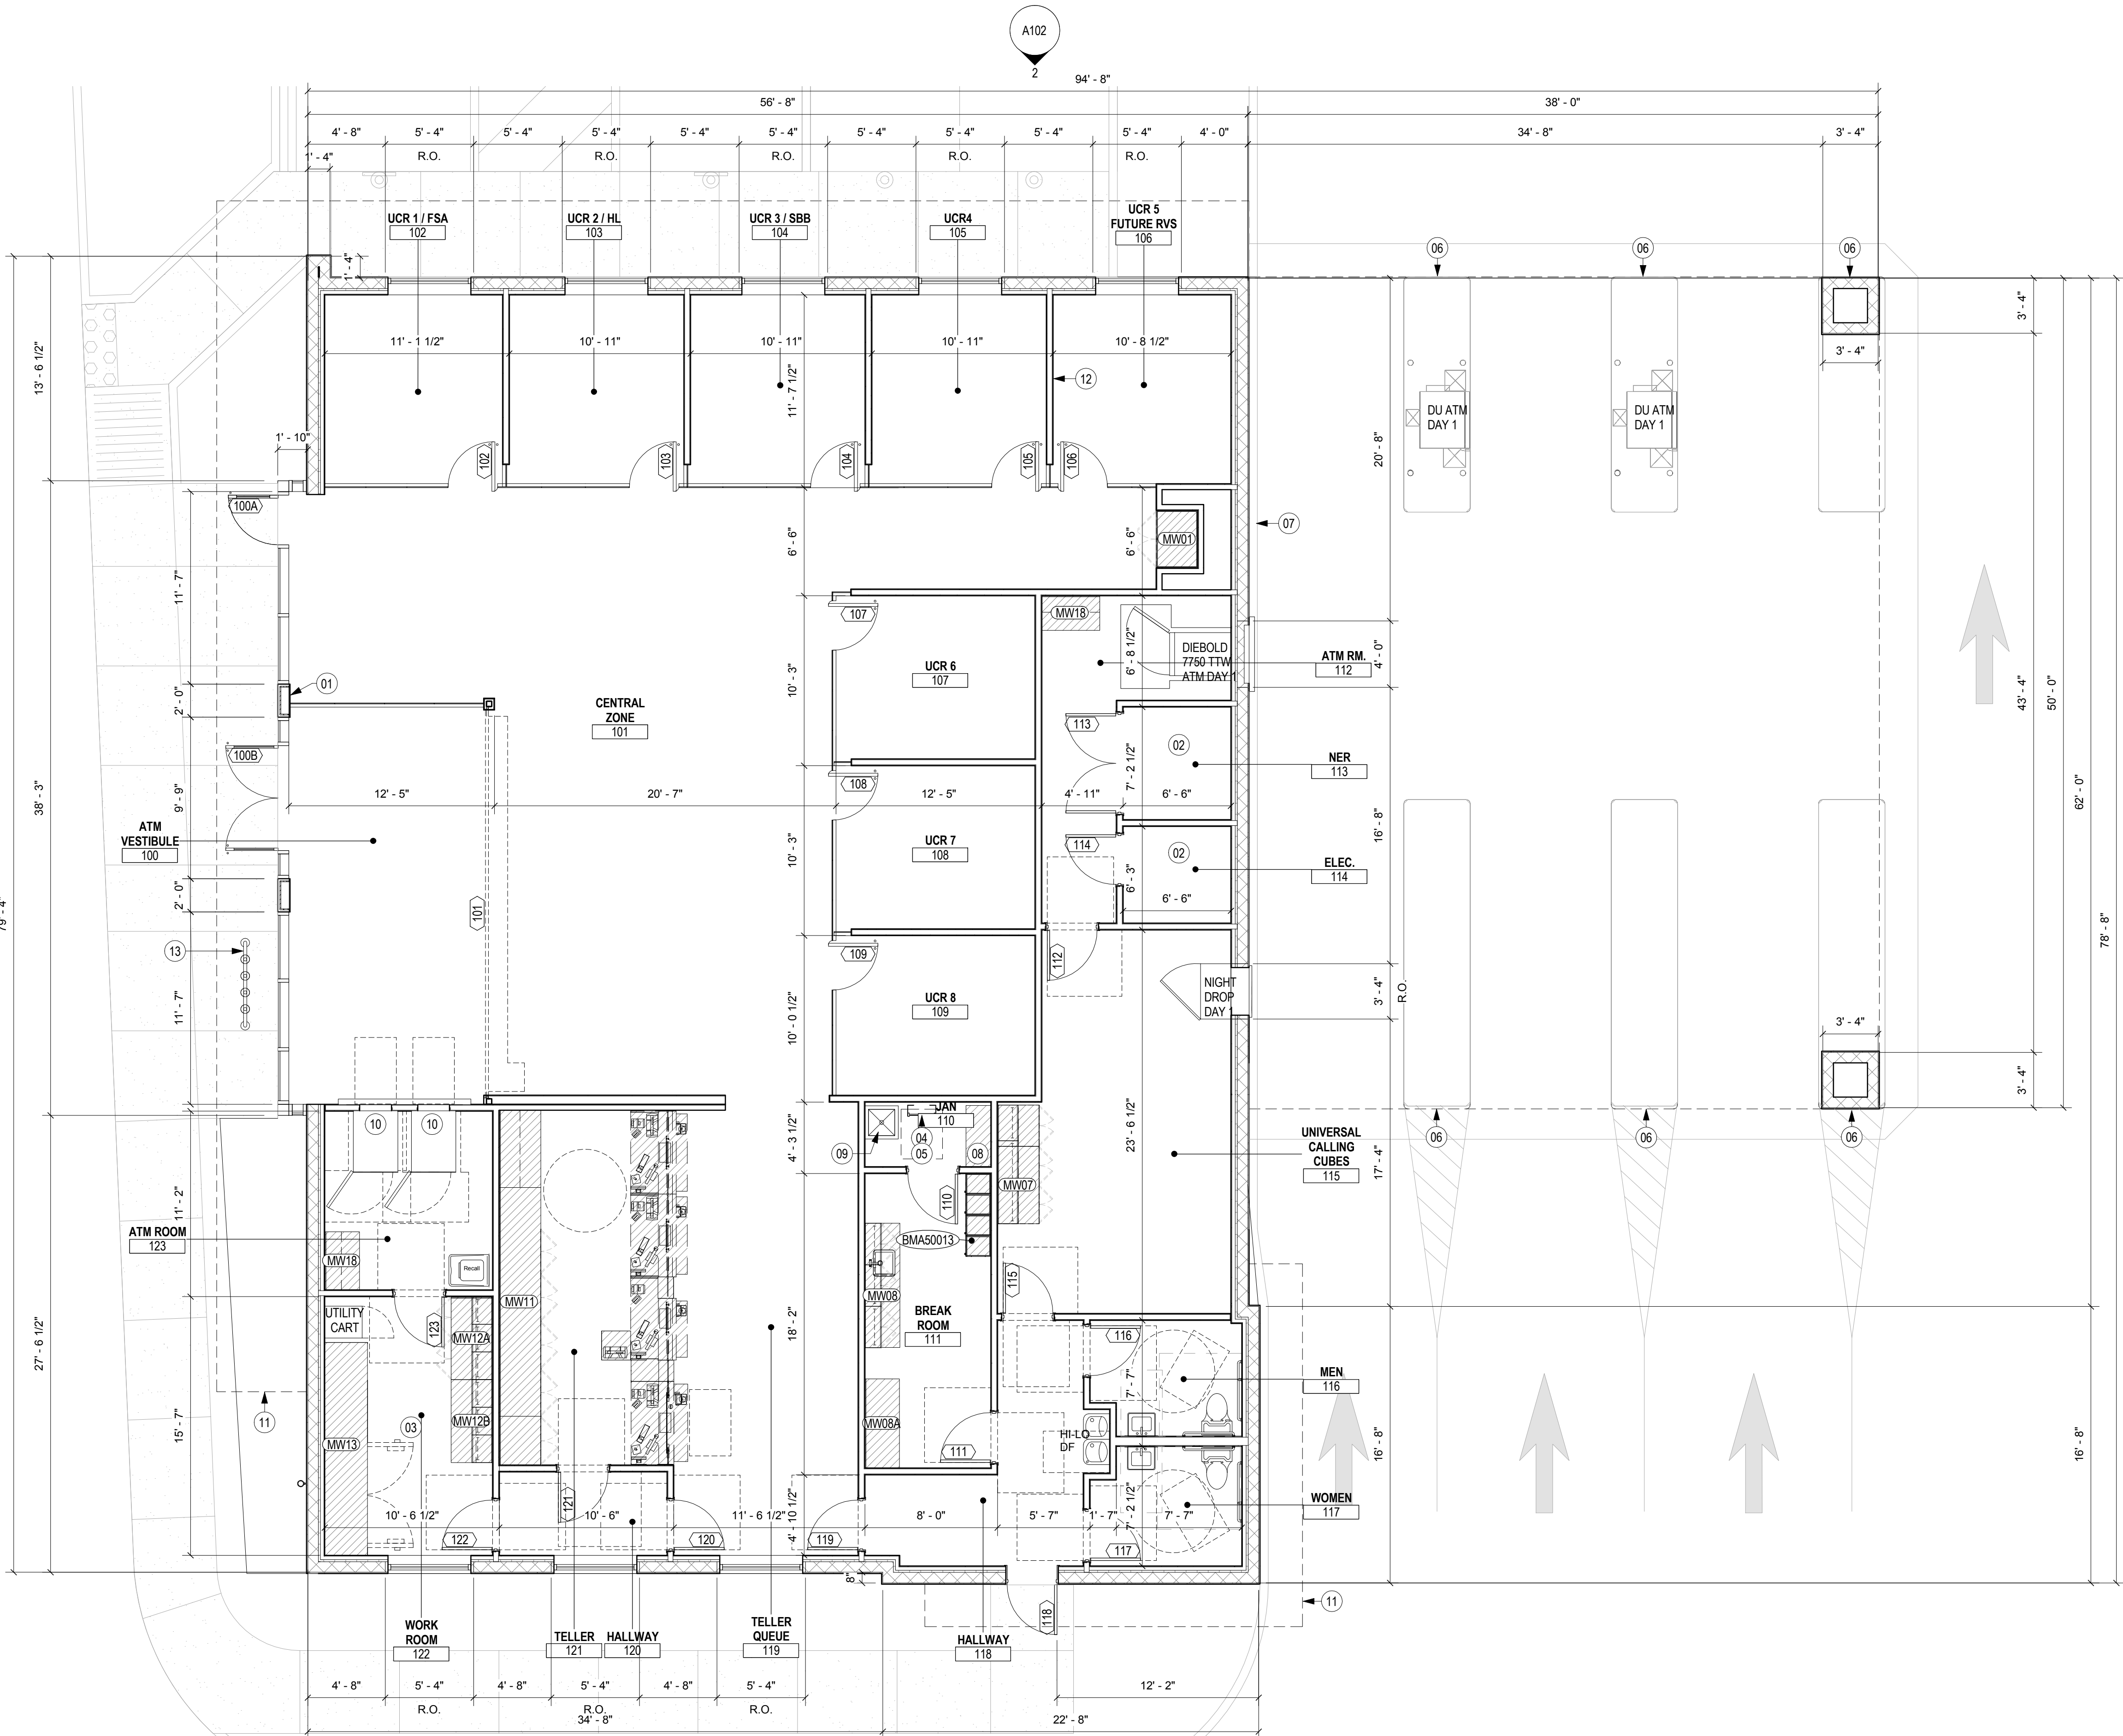 A102
2
94' - 8"
56' - 8"
38' - 0"
4' - 8"
5' - 4"
5' - 4"
5' - 4"
5' - 4"
5' - 4"
5' - 4"
5' - 4"
5' - 4"
5' - 4"
4' - 0"
34' - 8"
3' - 4"
R.O.
R.O.
R.O.
R.O.
R.O.
1' - 4"
UCR 1 / FSA
102
UCR 2 / HL
103
UCR 3 / SBB
104
UCR4
105
UCR 5
FUTURE RVS
106
06
06
06
1' - 4"
3' - 4"
3' - 4"
11' - 1 1/2"
10' - 11"
10' - 11"
10' - 11"
10' - 8 1/2"
11' - 7 1/2"
12
13' - 6 1/2"
DU ATM
DAY 1
DU ATM
DAY 1
20' - 8"
1' - 10"
102
103
104
105
106
100A
07
MW01
6' - 6"
6' - 6"
11' - 7"
107
MW18
UCR 6
107
10' - 3"
6' - 8 1/2"
DIEBOLD
7750 TTW
ATM DAY 1
ATM RM.
112
4' - 0"
43' - 4"
50' - 0"
01
2' - 0"
CENTRAL
ZONE
101
113
02
NER
113
100B
7' - 2 1/2"
108
38' - 3"
9' - 9"
12' - 5"
20' - 7"
12' - 5"
4' - 11"
6' - 6"
62' - 0"
ATM
VESTIBULE
100
UCR 7
108
10' - 3"
114
02
ELEC.
114
16' - 8"
6' - 3"
6' - 6"
2' - 0"
101
79' - 4"
78' - 8"
13
109
112
NIGHT
DROP
DAY 1
3' - 4"
R.O.
11' - 7"
UCR 8
109
10' - 0 1/2"
3' - 4"
3' - 4"
JAN
110
10
10
09
04
05
08
4' - 3 1/2"
23' - 6 1/2"
06
06
06
UNIVERSAL
CALLING
CUBES
115
17' - 4"
MW07
110
11' - 2"
ATM ROOM
123
MW18
Recall
BMA50013
115
MW11
MW08
UTILITY
CART
123
MW12A
BREAK
ROOM
111
18' - 2"
116
27' - 6 1/2"
11
MEN
116
7' - 7"
03
MW12B
MW08A
15' - 7"
MW13
111
HI-LO
DF
16' - 8"
16' - 8"
121
WOMEN
117
10' - 6 1/2"
10' - 6"
11' - 6 1/2"
4' - 10 1/2"
8' - 0"
5' - 7"
1' - 7"
7' - 2 1/2"
7' - 7"
122
120
119
117
8"
118
11
WORK
ROOM
122
TELLER
121
HALLWAY
120
TELLER
QUEUE
119
HALLWAY
118
4' - 8"
5' - 4"
4' - 8"
5' - 4"
4' - 8"
5' - 4"
12' - 2"
R.O.
R.O.
R.O.
34' - 8"
22' - 8"